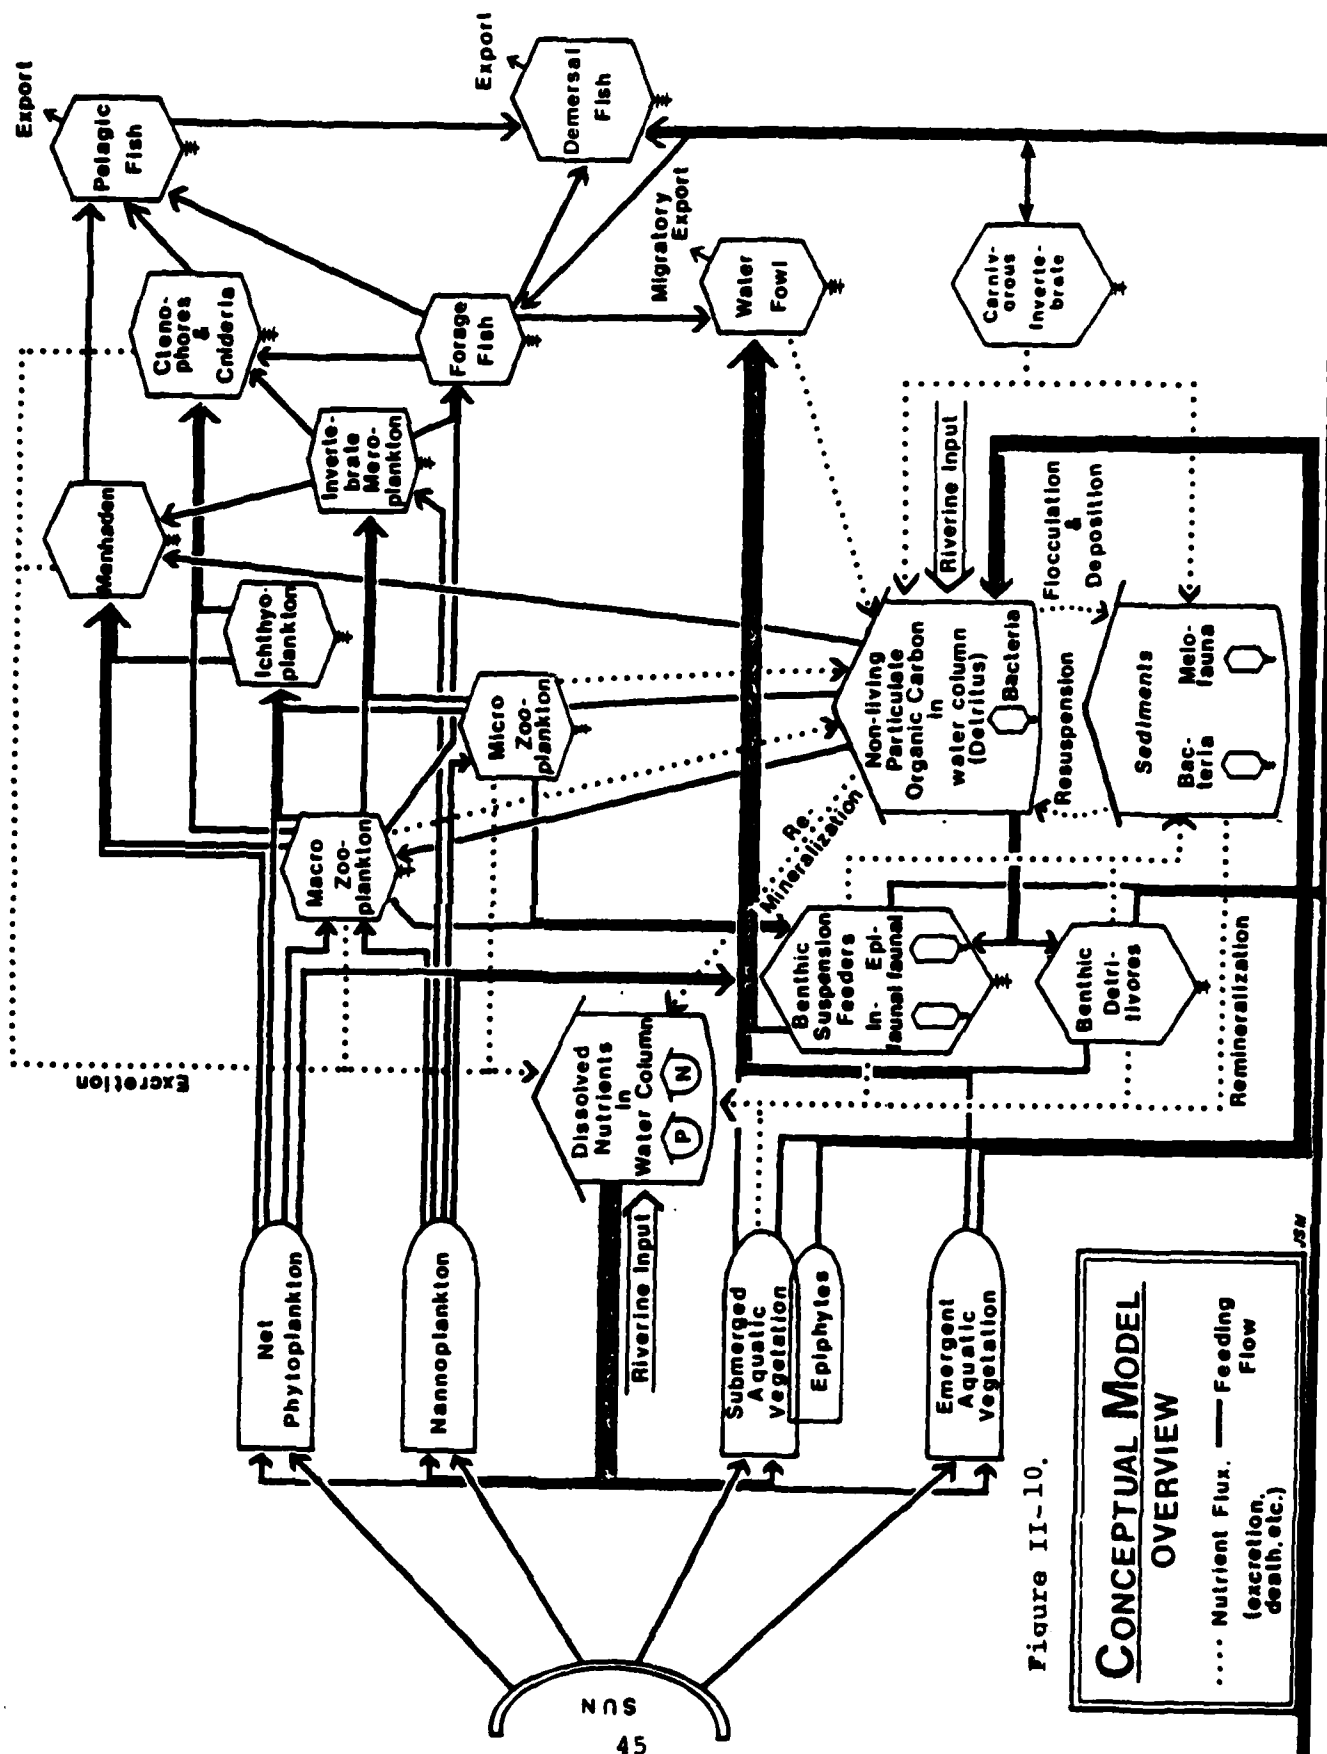 Export
Pelagic
Fish
Export
Demersal
Fish
Cteno-
phores
&
Cnideria
Forage
Fish
Migratory
Export
Water
Fowl
Carniv-
orous
Inverte-
brate
Menhaden
Inverte-
brate
Mero-
plankton
Ichthyo-
plankton
Micro
Zoo-
plankton
Macro
Zoo-
plankton
Riverine Input
Flocculation
&
Deposition
Non-living
Particulate
Organic Carbon
in
water column
(Detritus)
Bacteria
Reauspension
Sediments
Bac-
teria
Meio-
fauna
Re-
Mineralization
Benthic
Suspension
Feeders
In-
faunal
Epi-
faunal
Benthic
Detri-
tivores
Remineralization
Excretion
Dissolved
Nutrients
in
Water Column
P
N
Riverine Input
Net
Phytoplankton
Nannoplankton
Submerged
Aquatic
Vegetation
Epiphytes
Emergent
Aquatic
Vegetation
SUN
45
Figure II-10.
CONCEPTUAL MODEL
OVERVIEW
Nutrient Flux.
(excretion,
death,etc.)
Feeding
Flow
JSM